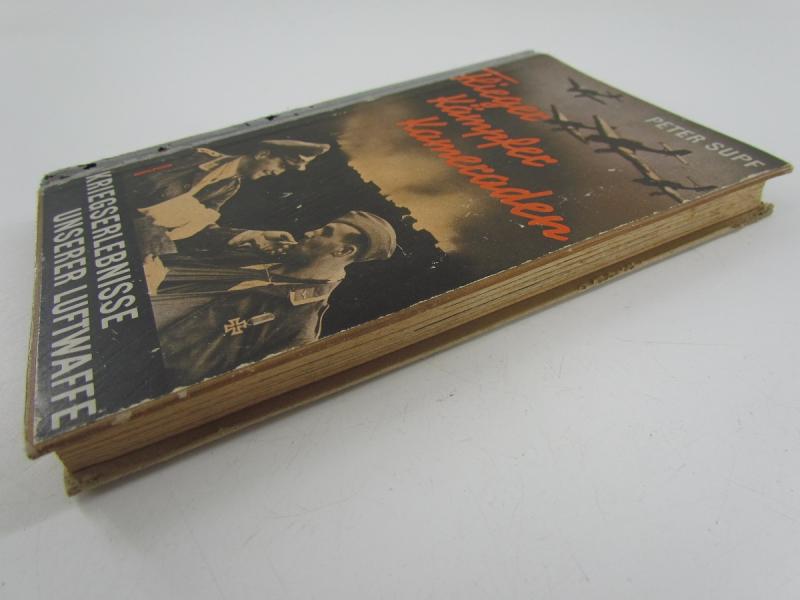 PETER SUPF
Flieger
Kämpfer
Kameraden
KRIEGSERLEBNISSE
UNSERER LUFTWAFFE